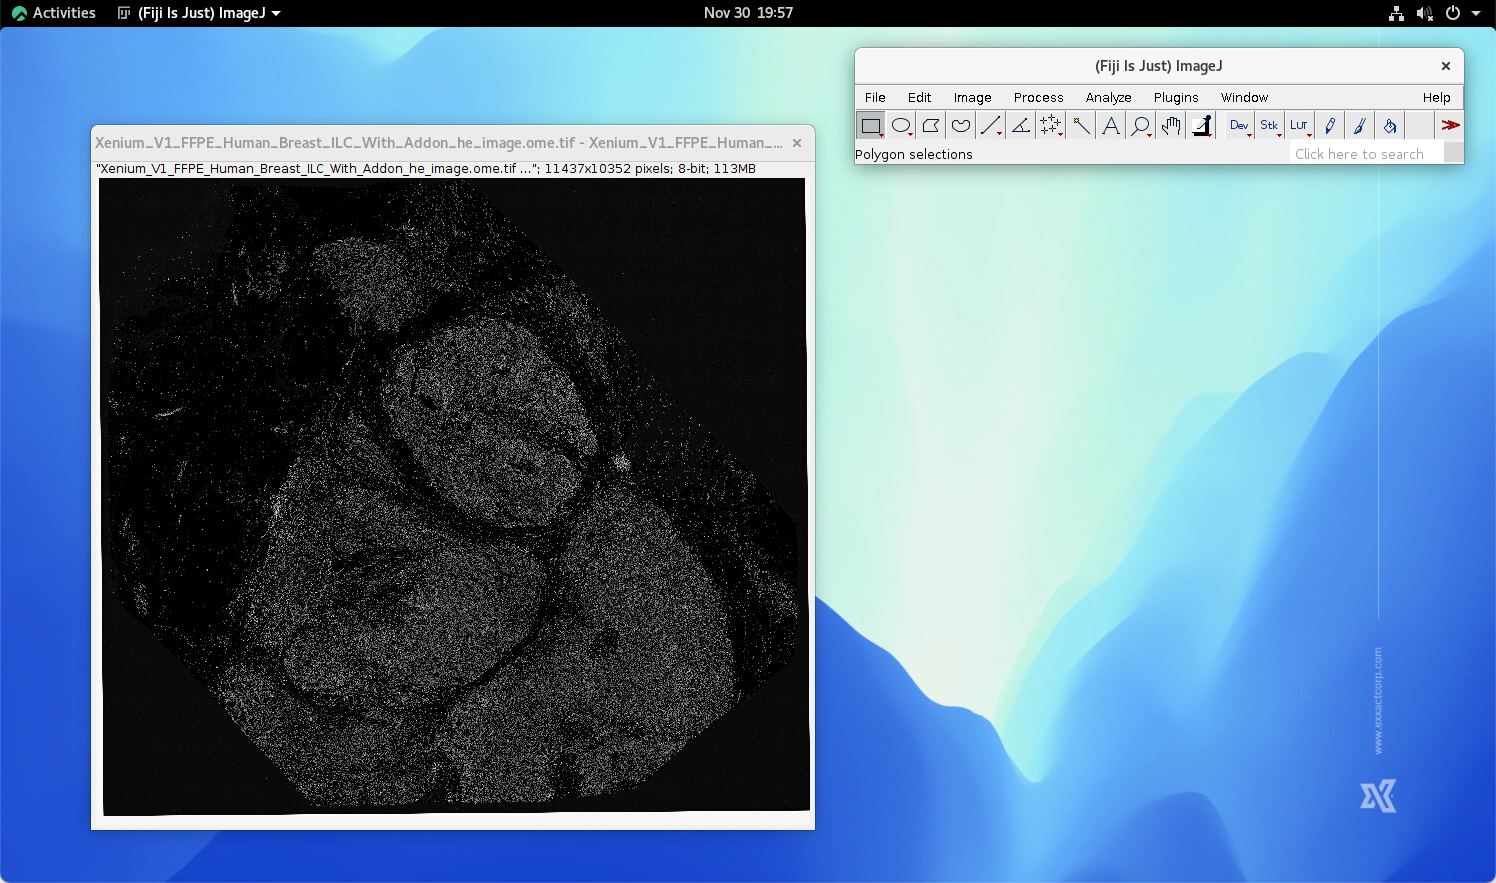 Activities (Fiji Is Just) ImageJ Nov 30 19:57
(Fiji Is Just) ImageJ
File Edit Image Process Analyze Plugins Window Help
Dev Stk LUT
Polygon selections Click here to search
Xenium_V1_FFPE_Human_Breast_ILC_With_Addon_he_image.ome.tif - Xenium_V1_FFPE_Human_...
"Xenium_V1_FFPE_Human_Breast_ILC_With_Addon_he_image.ome.tif ..."; 11437x10352 pixels; 8-bit; 113MB
www.exxactcorp.com